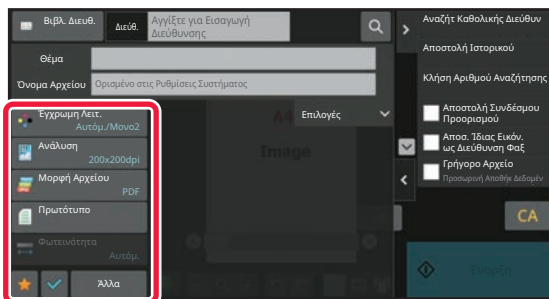 Βιβλ. Διευθ.
Διεύθ.
Αγγίξτε για Εισαγωγή
Διεύθυνσης
Θέμα
Όνομα Αρχείου
Ορισμένο στις Ρυθμίσεις Συστήματος
Έγχρωμη Λειτ.
Αυτόμ./Μονο2
Ανάλυση
200x200dpi
Μορφή Αρχείου
PDF
Πρωτότυπο
Φωτεινότητα
Αυτόμ.
Άλλα
A4
Image
Επιλογές
Αναζήτ Καθολικής Διεύθυν
Αποστολή Ιστορικού
Κλήση Αριθμού Αναζήτησης
Αποστολή Συνδέσμου
Προορισμού
Αποσ. Ίδιας Εικόν.
ως Διεύθυνση Φαξ
Γρήγορο Αρχείο
Προσωρινή Αποθήκ Δεδομέν
CA
Έναρξη